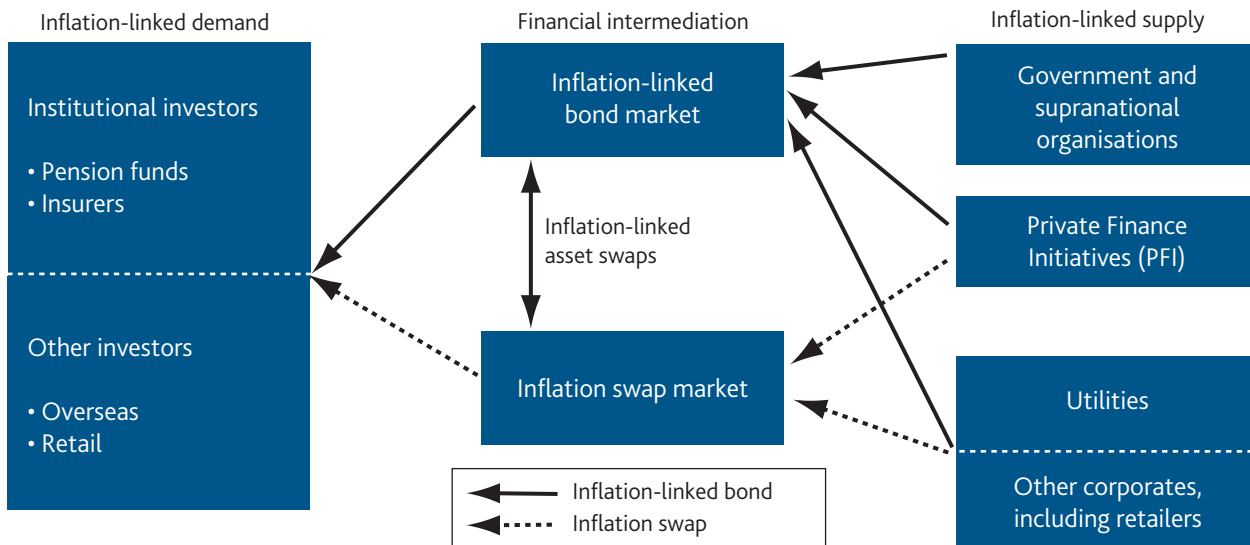 Inflation-linked demand
Institutional investors
• Pension funds
• Insurers
Other investors
• Overseas
• Retail
Financial intermediation
Inflation-linked
bond market
Inflation-linked
asset swaps
Inflation swap market
Inflation-linked supply
Government and
supranational
organisations
Private Finance
Initiatives (PFI)
Utilities
Other corporates,
including retailers
Inflation-linked bond
Inflation swap